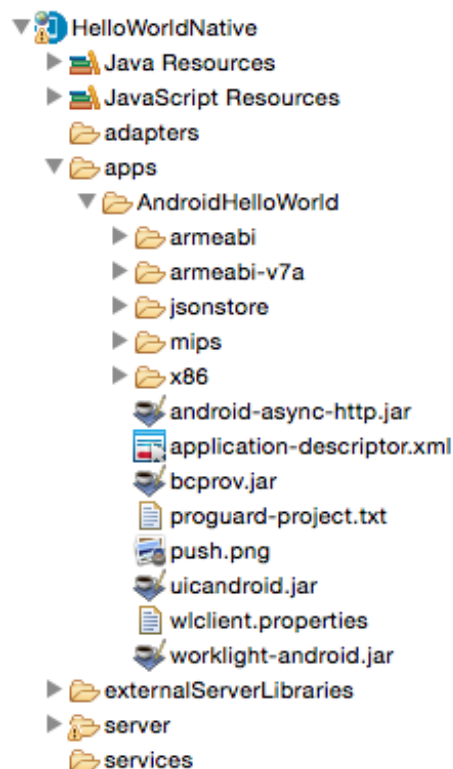 HelloWorldNative
Java Resources
JavaScript Resources
adapters
apps
AndroidHelloWorld
armeabi
armeabi-v7a
jsonstore
mips
x86
android-async-http.jar
application-descriptor.xml
bcprov.jar
proguard-project.txt
push.png
uicandroid.jar
wlclient.properties
worklight-android.jar
externalServerLibraries
server
services